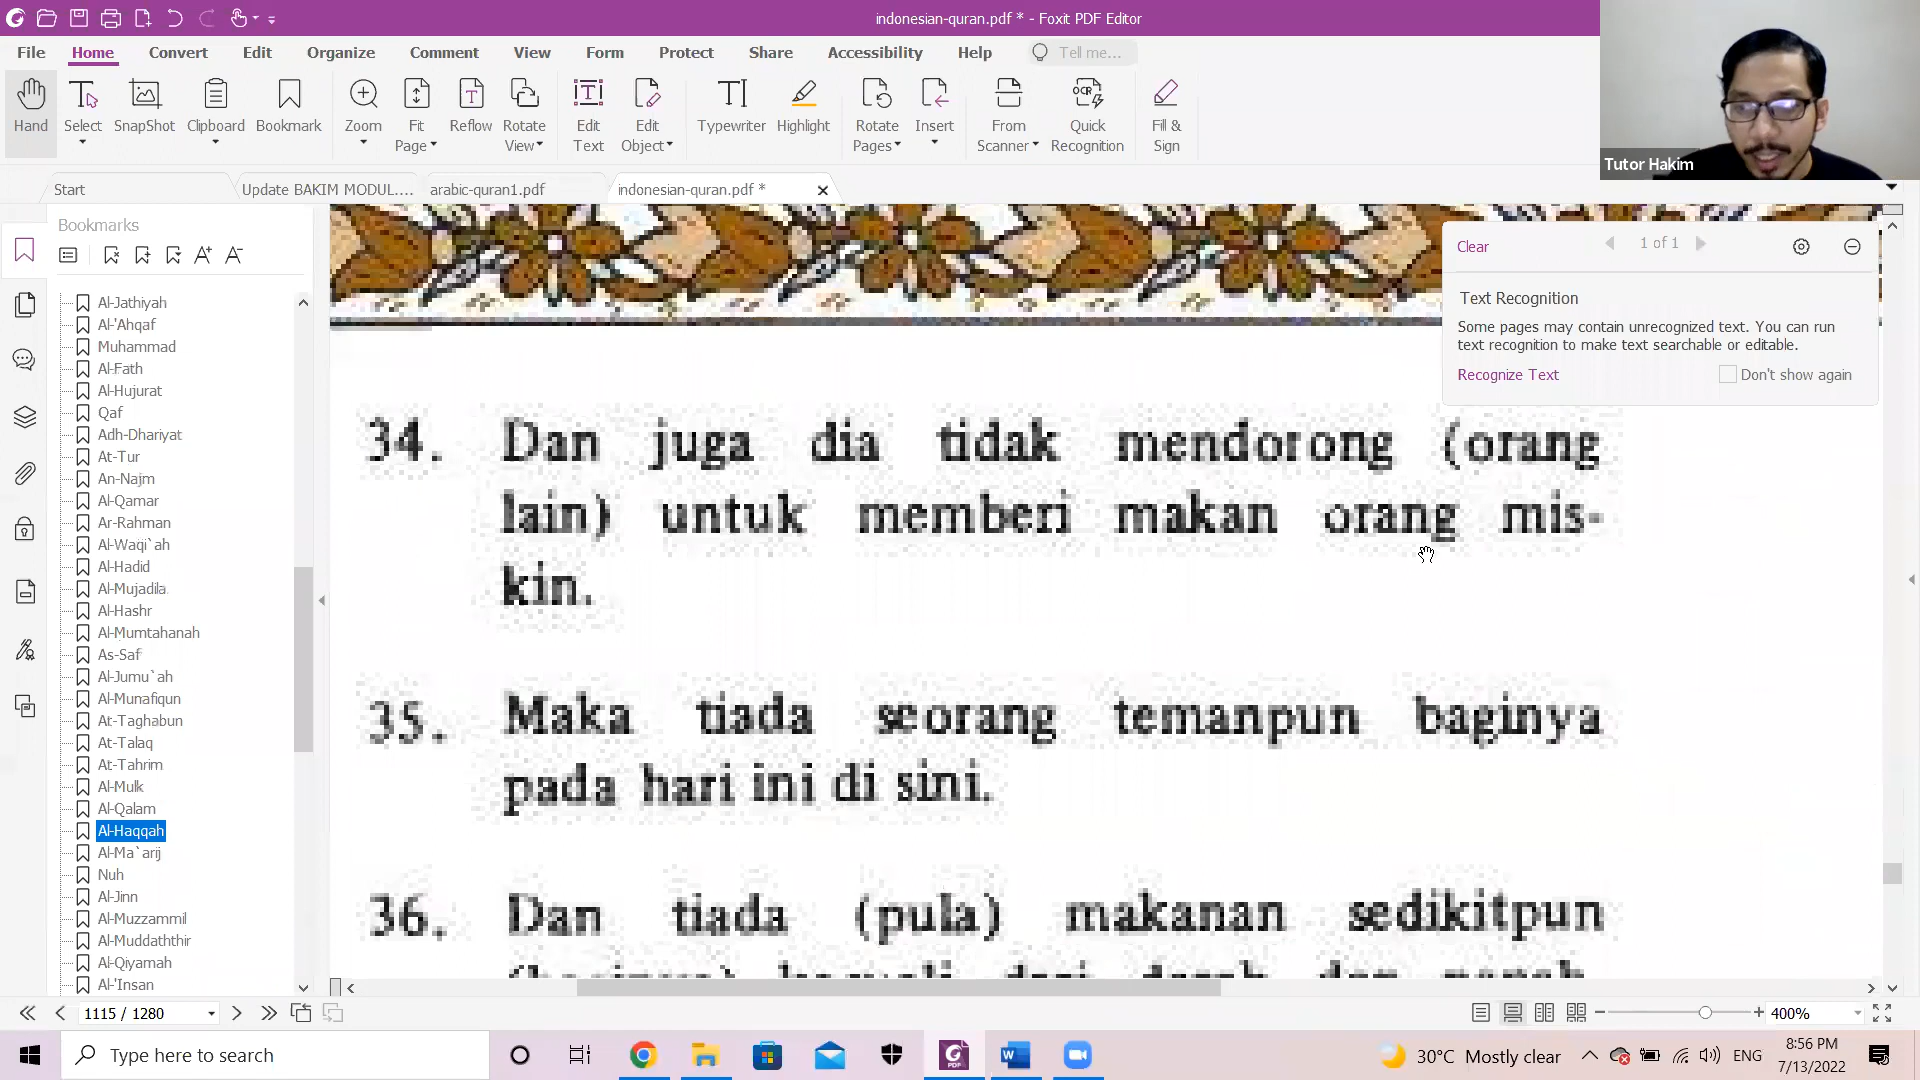 indonesian-quran.pdf * - Foxit PDF Editor
File Home Convert Edit Organize Comment View Form Protect Share Accessibility Help Tell me...
Hand Select SnapShot Clipboard Bookmark Zoom Fit Page Reflow Rotate View Edit Text Edit Object Typewriter Highlight Rotate Pages Insert From Scanner Quick Recognition Fill & Sign
OCR
Tutor Hakim
Start Update BAKIM MODUL.... arabic-quran1.pdf indonesian-quran.pdf *
Bookmarks
Al-Jathiyah
Al-'Ahqaf
Muhammad
Al-Fath
Al-Hujurat
Qaf
Adh-Dhariyat
At-Tur
An-Najm
Al-Qamar
Ar-Rahman
Al-Waqi`ah
Al-Hadid
Al-Mujadila
Al-Hashr
Al-Mumtahanah
As-Saf
Al-Jumu`ah
Al-Munafiqun
At-Taghabun
At-Talaq
At-Tahrim
Al-Mulk
Al-Qalam
Al-Haqqah
Al-Ma`arij
Nuh
Al-Jinn
Al-Muzzammil
Al-Muddaththir
Al-Qiyamah
Al-'Insan
Clear 1 of 1
Text Recognition
Some pages may contain unrecognized text. You can run
text recognition to make text searchable or editable.
Recognize Text Don't show again
34. Dan juga dia tidak mendorong (orang
lain) untuk memberi makan orang mis-
kin.
35. Maka tiada seorang temanpun baginya
pada hari ini di sini.
36. Dan tiada (pula) makanan sedikitpun
1115 / 1280 400%
Type here to search
30°C Mostly clear ENG 8:56 PM
7/13/2022